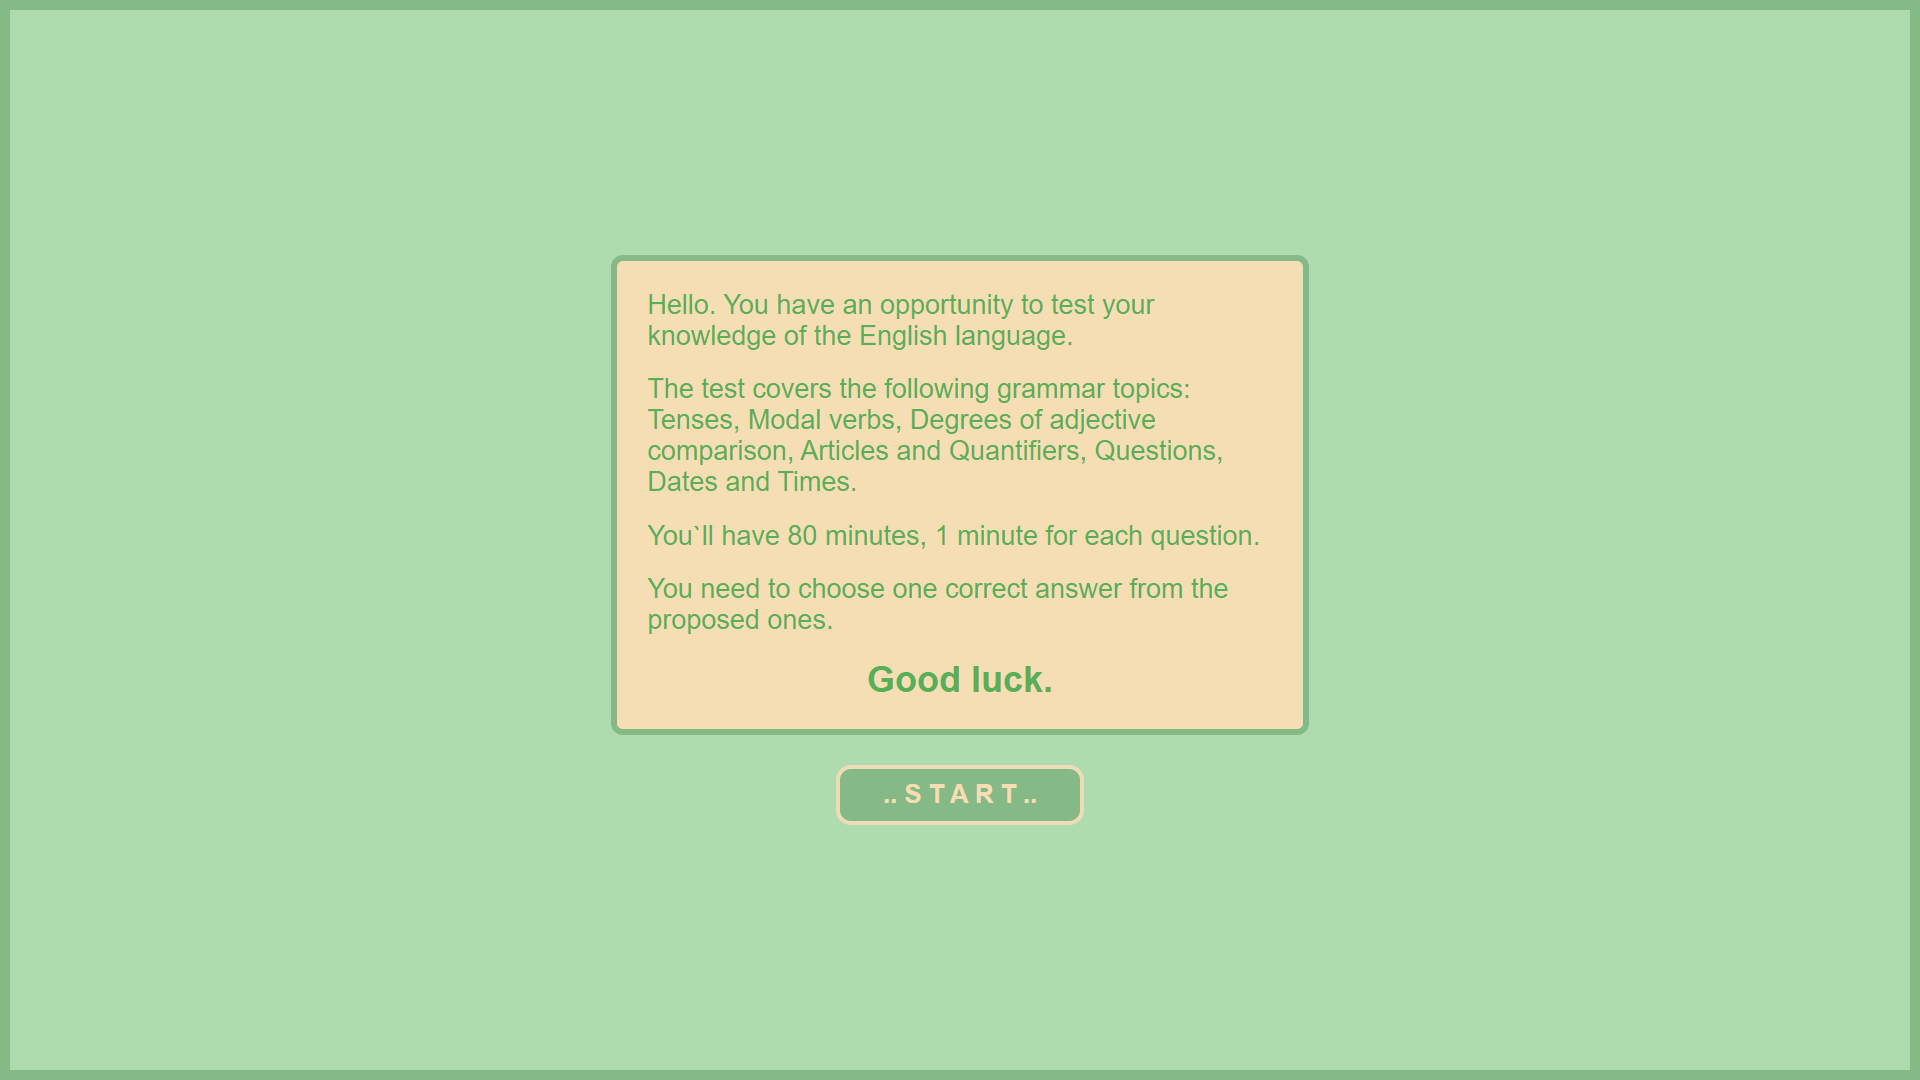 Hello. You have an opportunity to test your
knowledge of the English language.
The test covers the following grammar topics:
Tenses, Modal verbs, Degrees of adjective
comparison, Articles and Quantifiers, Questions,
Dates and Times.
You`ll have 80 minutes, 1 minute for each question.
You need to choose one correct answer from the
proposed ones.
Good luck.
..START..